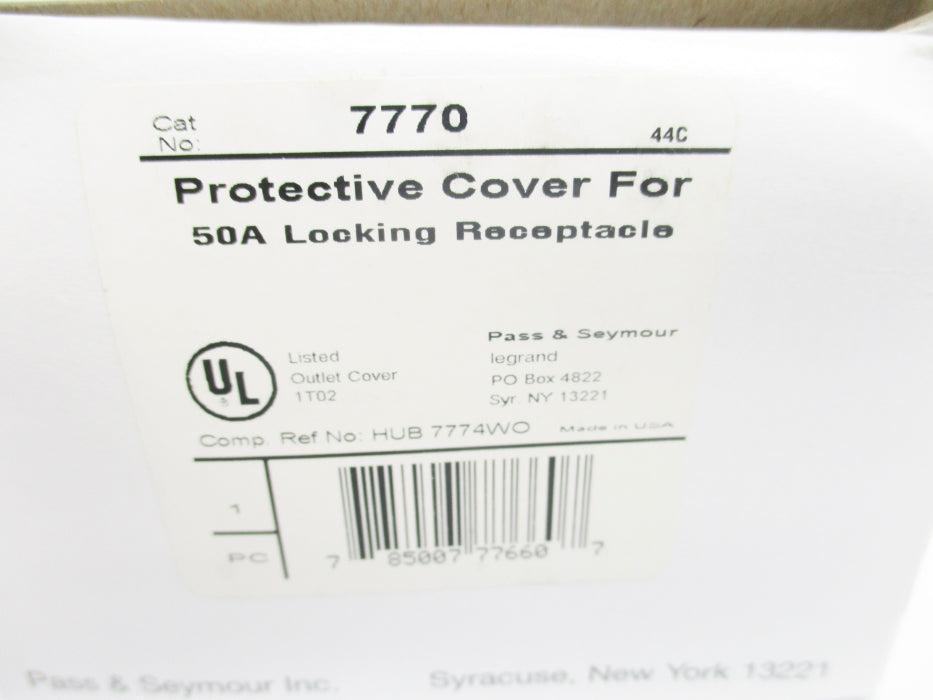 Cat No: 7770 44C
Protective Cover For
50A Locking Receptacle
UL ®
Listed
Outlet Cover
1T02
Pass & Seymour
legrand
PO Box 4822
Syr. NY 13221
Comp. Ref No: HUB 7774WO Made in USA
1
PC
7 85007 77660 7
Pass & Seymour Inc. Syracuse, New York 13221